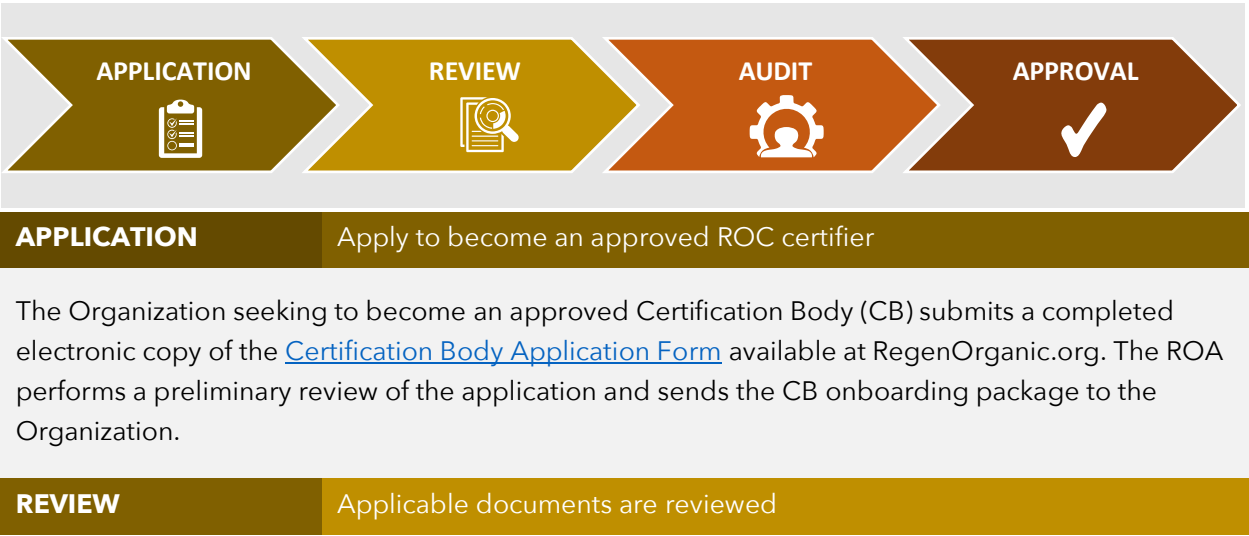 APPLICATION
REVIEW
AUDIT
APPROVAL
APPLICATION
Apply to become an approved ROC certifier
The Organization seeking to become an approved Certification Body (CB) submits a completed
electronic copy of the Certification Body Application Form available at RegenOrganic.org. The ROA
performs a preliminary review of the application and sends the CB onboarding package to the
Organization.
REVIEW
Applicable documents are reviewed